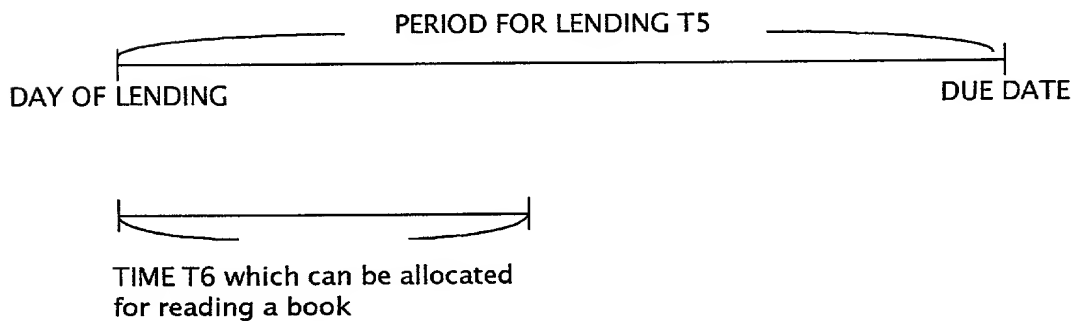 PERIOD FOR LENDING T5
DAY OF LENDING
DUE DATE
TIME T6 which can be allocated
for reading a book